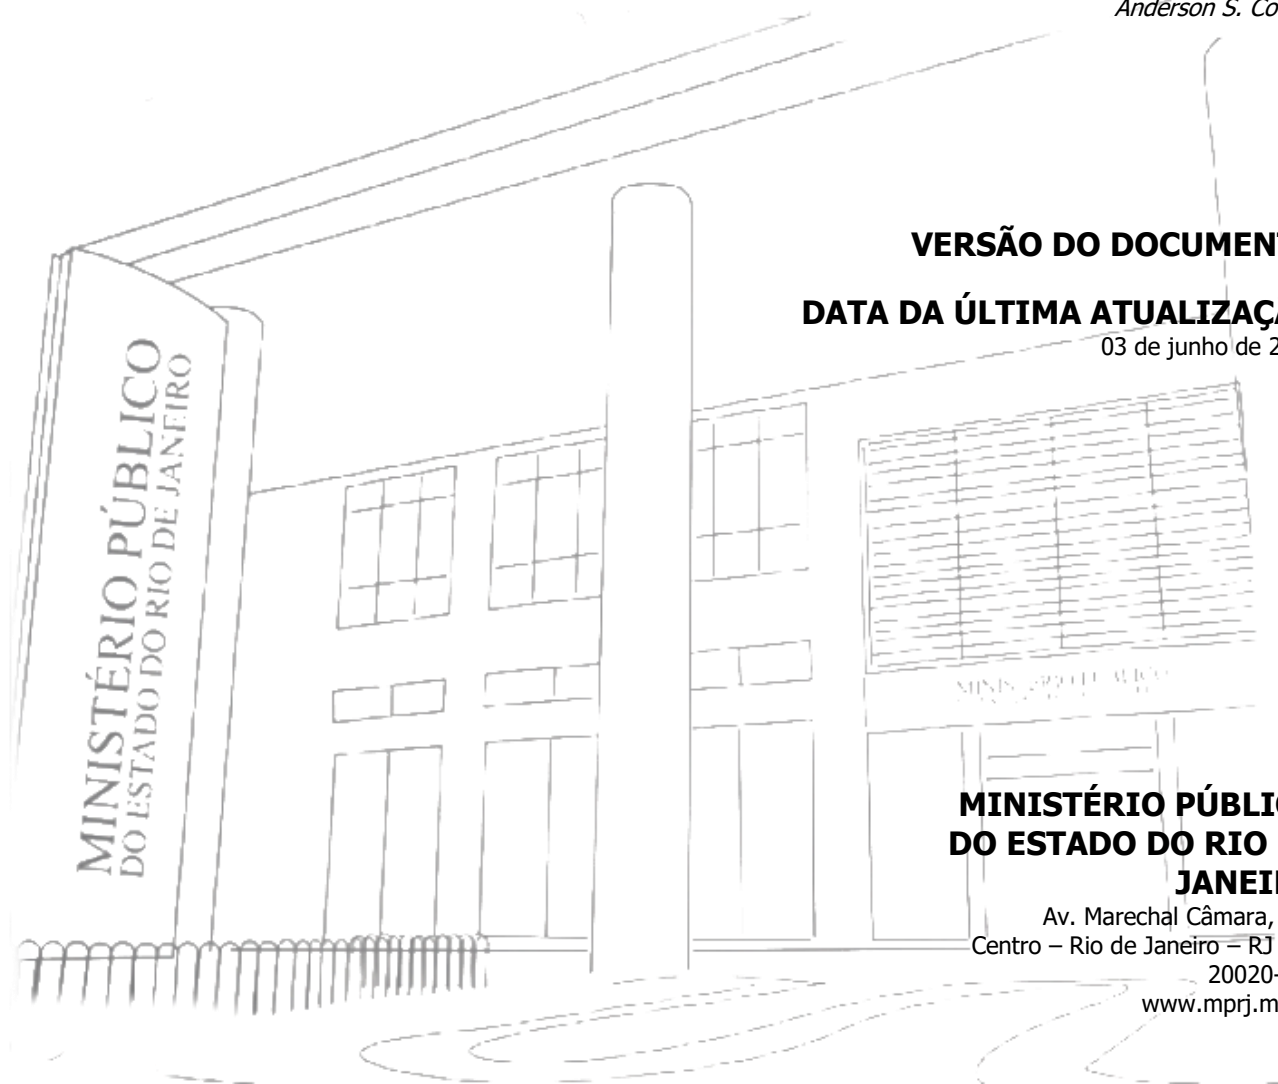 Anderson S. Co
VERSÃO DO DOCUMENT
DATA DA ÚLTIMA ATUALIZAÇÃ
03 de junho de 2
MINISTÉRIO PÚBLICO
DO ESTADO DO RIO DE JANEIRO
MINISTÉRIO PÚBLIC
DO ESTADO DO RIO
JANEI
Av. Marechal Câmara,
Centro – Rio de Janeiro – RJ
20020-
www.mprj.m